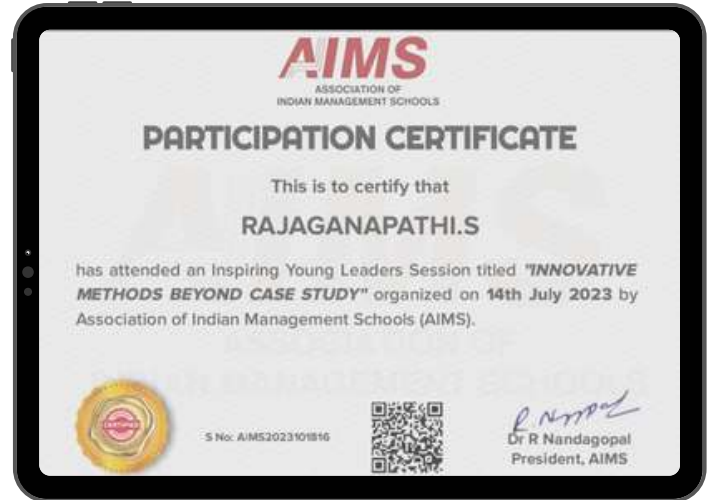 AIMS
ASSOCIATION OF
INDIAN MANAGEMENT SCHOOLS
PARTICIPATION CERTIFICATE
This is to certify that
RAJAGANAPATHI.S
has attended an Inspiring Young Leaders Session titled "INNOVATIVE
METHODS BEYOND CASE STUDY" organized on 14th July 2023 by
Association of Indian Management Schools (AIMS).
CERTIFIED
S No: AIMS2023101816
R Nandagopal
Dr R Nandagopal
President, AIMS